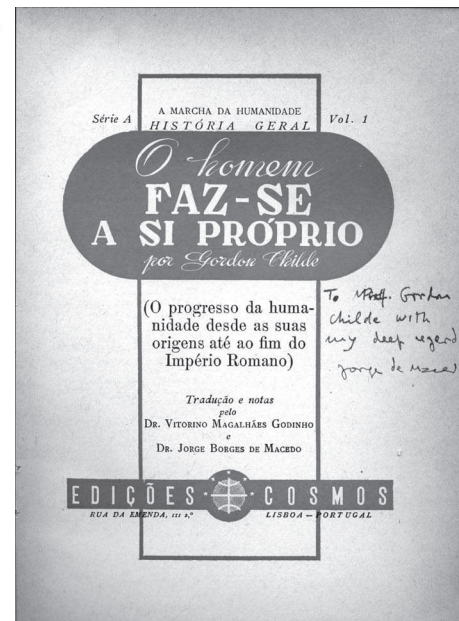 A MARCHA DA HUMANIDADE
Série A HISTÓRIA GERAL Vol. 1
O homem
FAZ-SE
A SI PRÓPRIO
por Gordon Childe
(O progresso da huma-
nidade desde as suas
origens até ao fim do
Império Romano)
To Prof. Gordon
Childe with
my deep regard
Jorge de Macedo
Tradução e notas
pelo
DR. VITORINO MAGALHÃES GODINHO
e
DR. JORGE BORGES DE MACEDO
EDIÇÕES COSMOS
RUA DA EMENDA, 111 2,º LISBOA — PORTUGAL